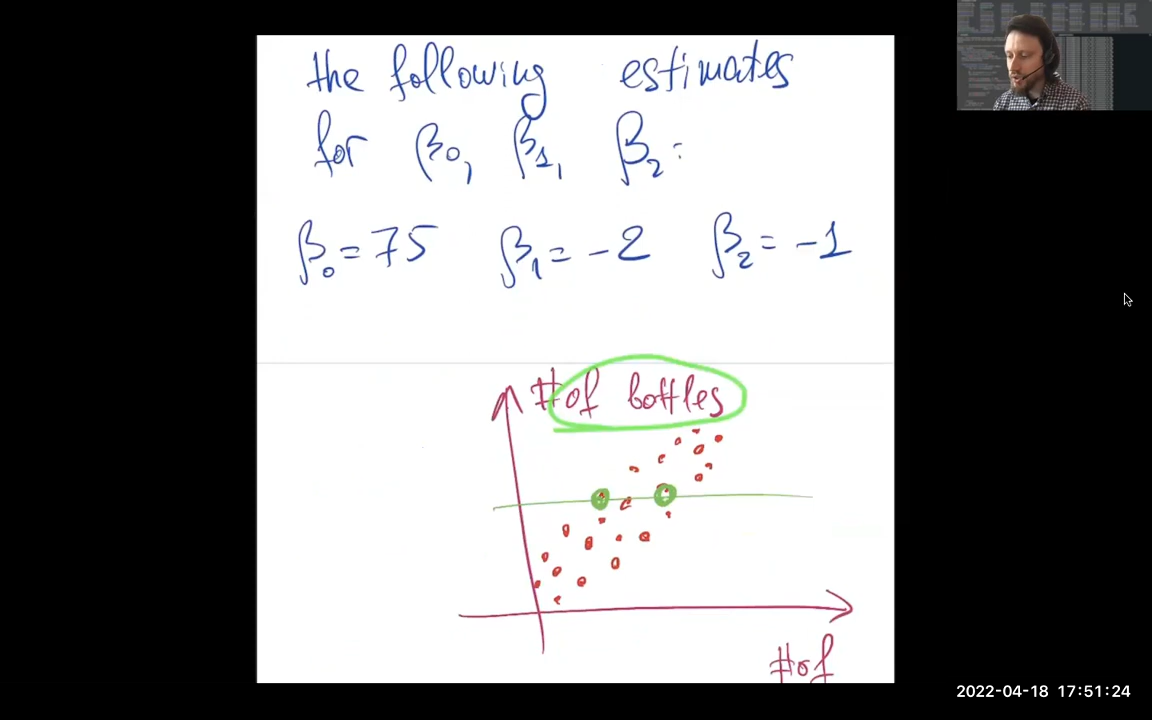 the following estimates
for β0, β1, β2:
β0 = 75 β1 = -2 β2 = -1
#of bottles
#of
2022-04-18 17:51:24